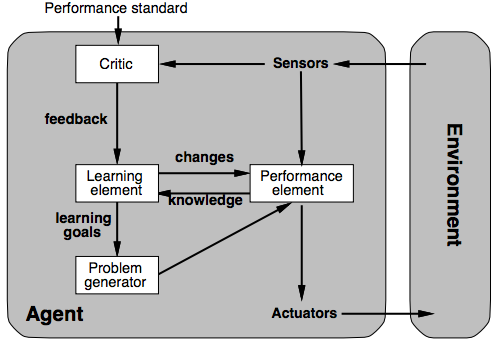 Performance standard
Critic
Sensors
feedback
changes
Learning
element
Performance
element
knowledge
learning
goals
Problem
generator
Agent
Actuators
Environment